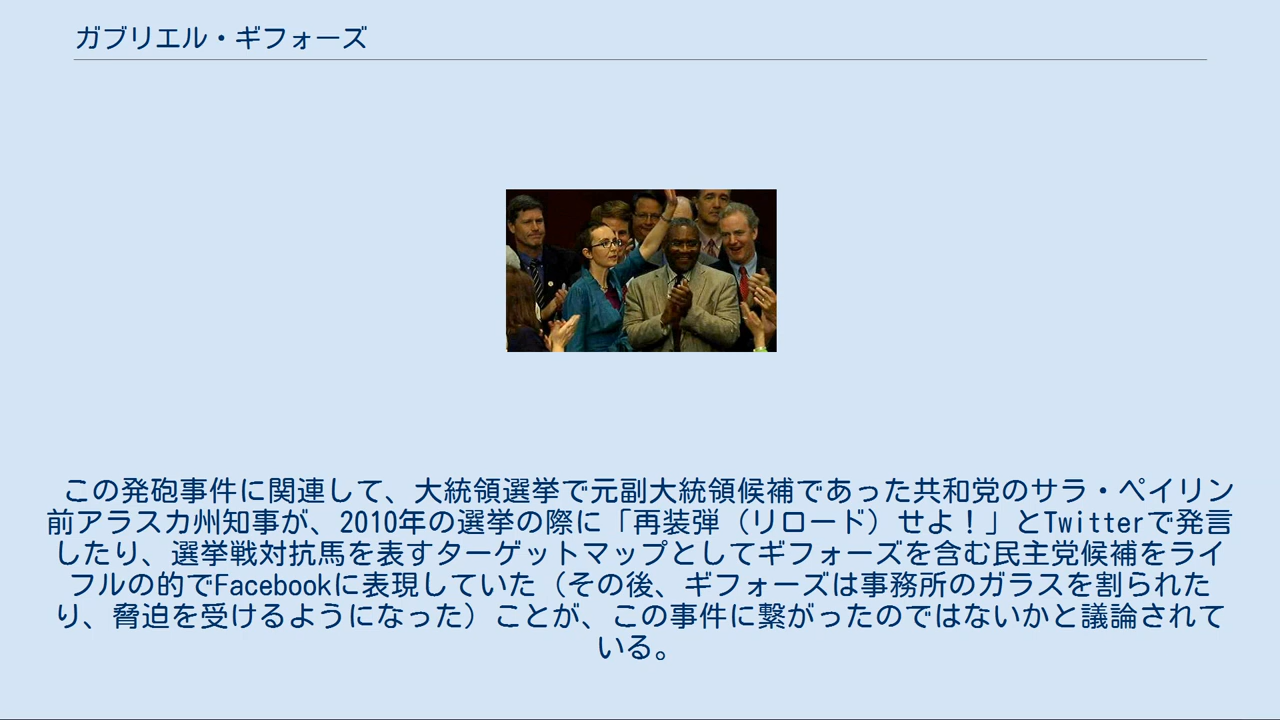 ガブリエル・ギフォーズ
この発砲事件に関連して、大統領選挙で元副大統領候補であった共和党のサラ・ペイリン
前アラスカ州知事が、2010年の選挙の際に「再装弾（リロード）せよ！」とTwitterで発言
したり、選挙戦対抗馬を表すターゲットマップとしてギフォーズを含む民主党候補をライ
フルの的でFacebookに表現していた（その後、ギフォーズは事務所のガラスを割られた
り、脅迫を受けるようになった）ことが、この事件に繋がったのではないかと議論されて
いる。